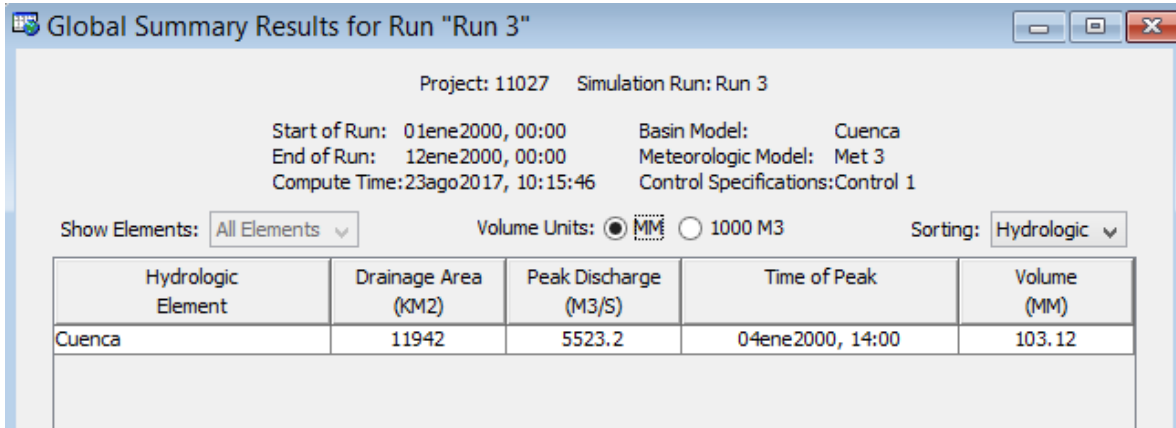 Global Summary Results for Run "Run 3"
Project: 11027 Simulation Run: Run 3
Start of Run: 01ene2000, 00:00 Basin Model: Cuenca
End of Run: 12ene2000, 00:00 Meteorologic Model: Met 3
Compute Time:23ago2017, 10:15:46 Control Specifications:Control 1
Show Elements: All Elements Volume Units: MM 1000 M3 Sorting: Hydrologic
Hydrologic Drainage Area Peak Discharge Time of Peak Volume
Element (KM2) (M3/S) (MM)
Cuenca 11942 5523.2 04ene2000, 14:00 103.12